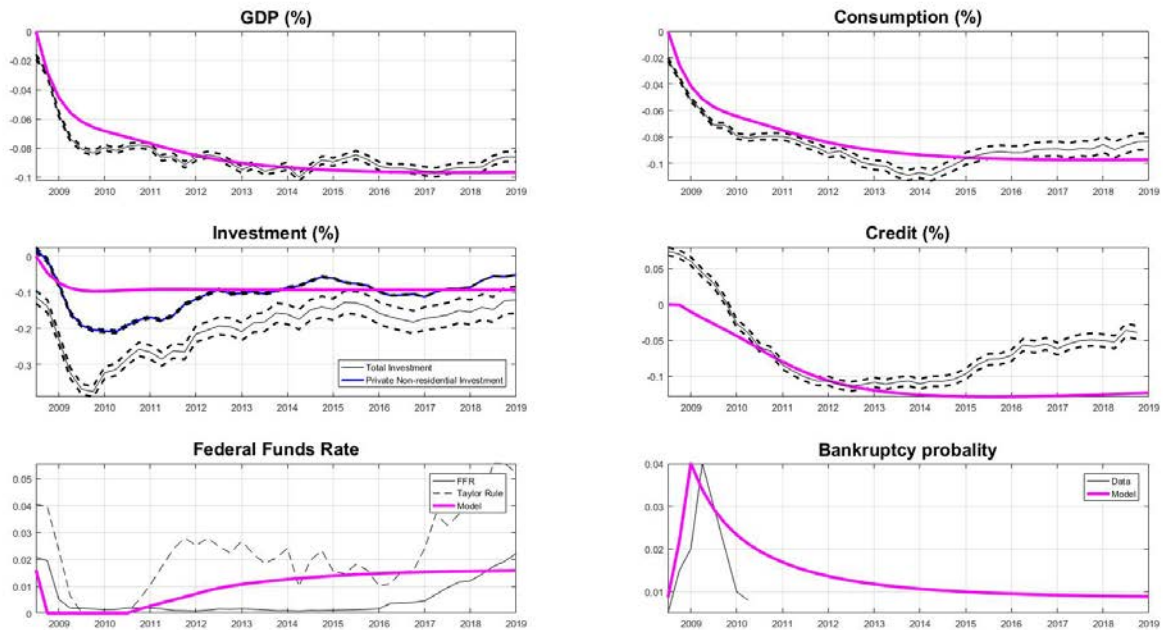 GDP (%)
0
-0.02
-0.04
-0.06
-0.08
-0.1
2009 2010 2011 2012 2013 2014 2015 2016 2017 2018 2019
Consumption (%)
0
-0.02
-0.04
-0.06
-0.08
-0.1
2009 2010 2011 2012 2013 2014 2015 2016 2017 2018 2019
Investment (%)
0
-0.1
-0.2
-0.3
Total Investment
Private Non-residential Investment
2009 2010 2011 2012 2013 2014 2015 2016 2017 2018 2019
Credit (%)
0.05
0
-0.05
-0.1
2009 2010 2011 2012 2013 2014 2015 2016 2017 2018 2019
Federal Funds Rate
0.05
0.04
0.03
0.02
0.01
0
FFR
Taylor Rule
Model
2009 2010 2011 2012 2013 2014 2015 2016 2017 2018 2019
Bankruptcy probality
0.04
0.03
0.02
0.01
Data
Model
2009 2010 2011 2012 2013 2014 2015 2016 2017 2018 2019